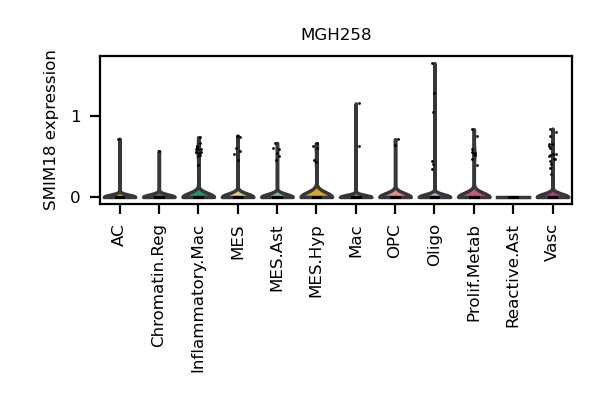 MGH258
SMIM18 expression
1
0
AC
Chromatin.Reg
Inflammatory.Mac
MES
MES.Ast
MES.Hyp
Mac
OPC
Oligo
Prolif.Metab
Reactive.Ast
Vasc